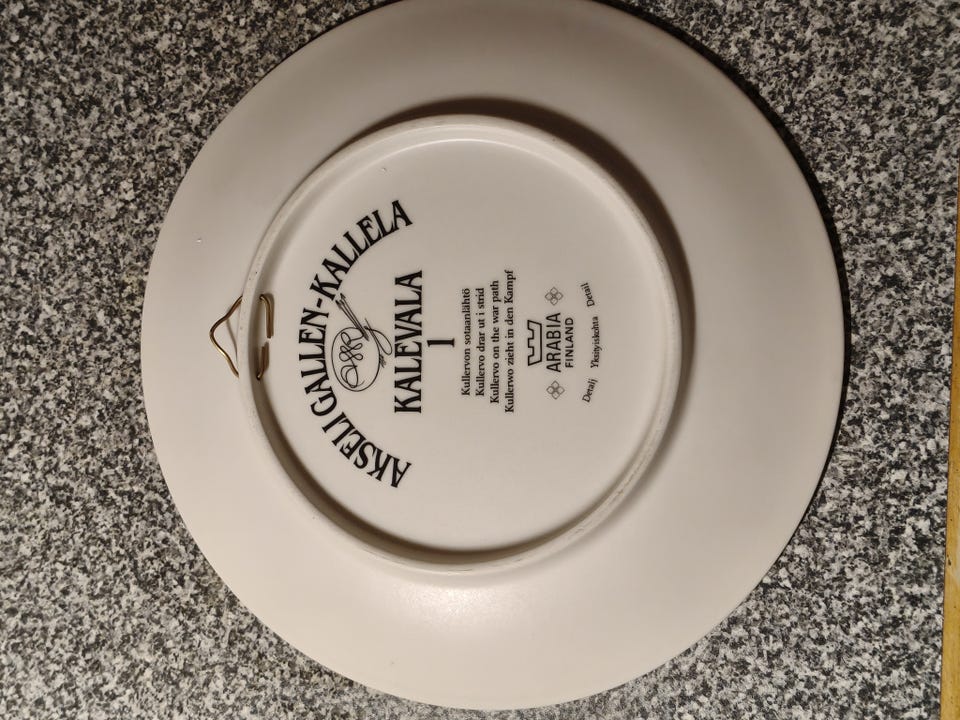 AKSELI GALLEN-KALLELA
KALEVALA
1
Kullervon sotaanlähtö
Kullervo drar ut i strid
Kullervo on the war path
Kullerwo zieht in den Kampf
ARABIA
FINLAND
Detalj Yksityiskohta Detail